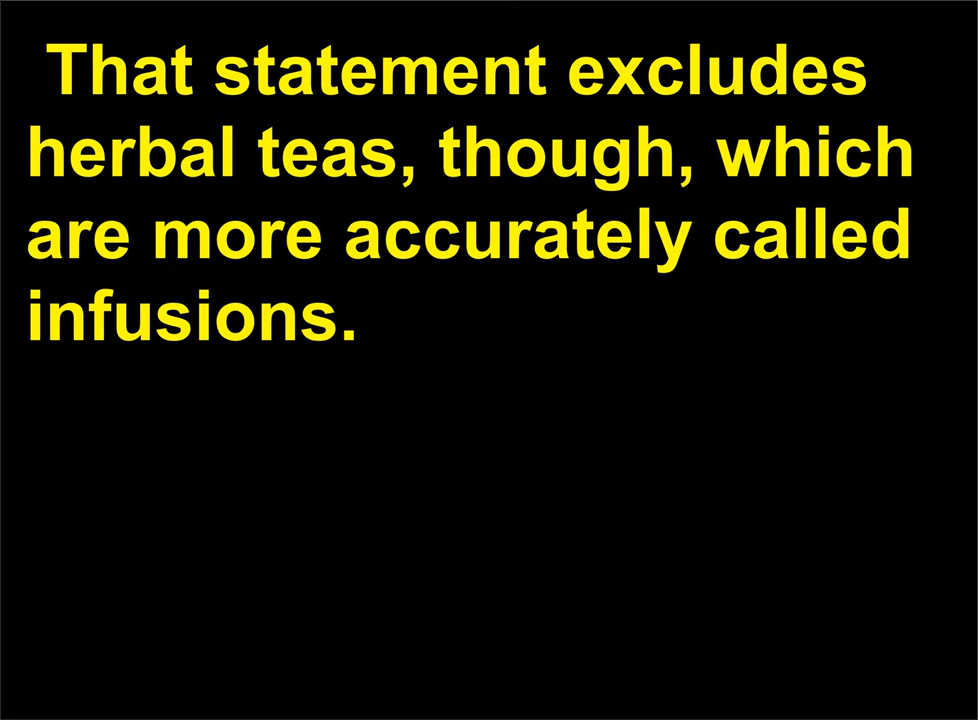 That statement excludes
herbal teas, though, which
are more accurately called
infusions.